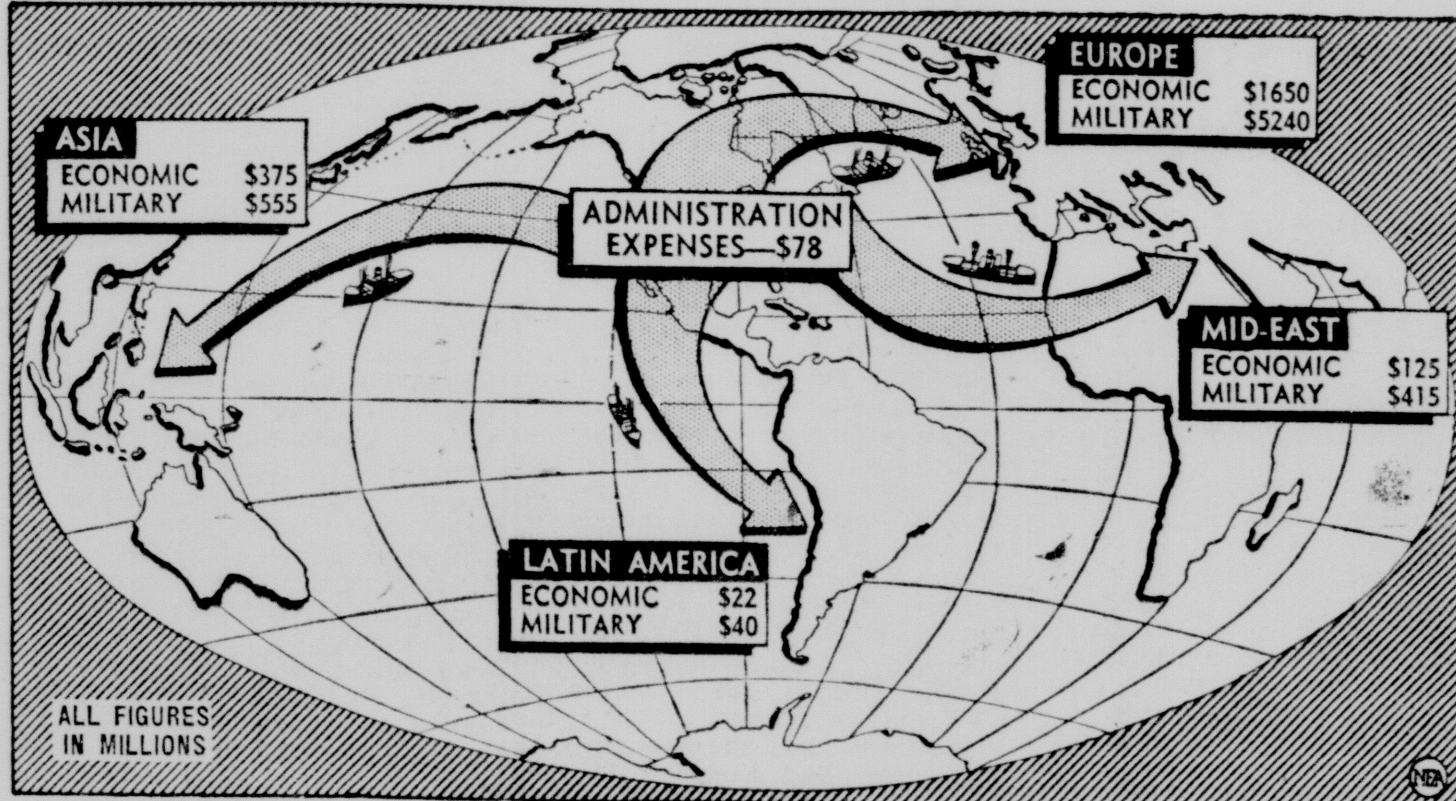 EUROPE
ECONOMIC $1650
MILITARY $5240
ASIA
ECONOMIC $375
MILITARY $555
ADMINISTRATION
EXPENSES—$78
MID-EAST
ECONOMIC $125
MILITARY $415
LATIN AMERICA
ECONOMIC $22
MILITARY $40
ALL FIGURES
IN MILLIONS
NEA